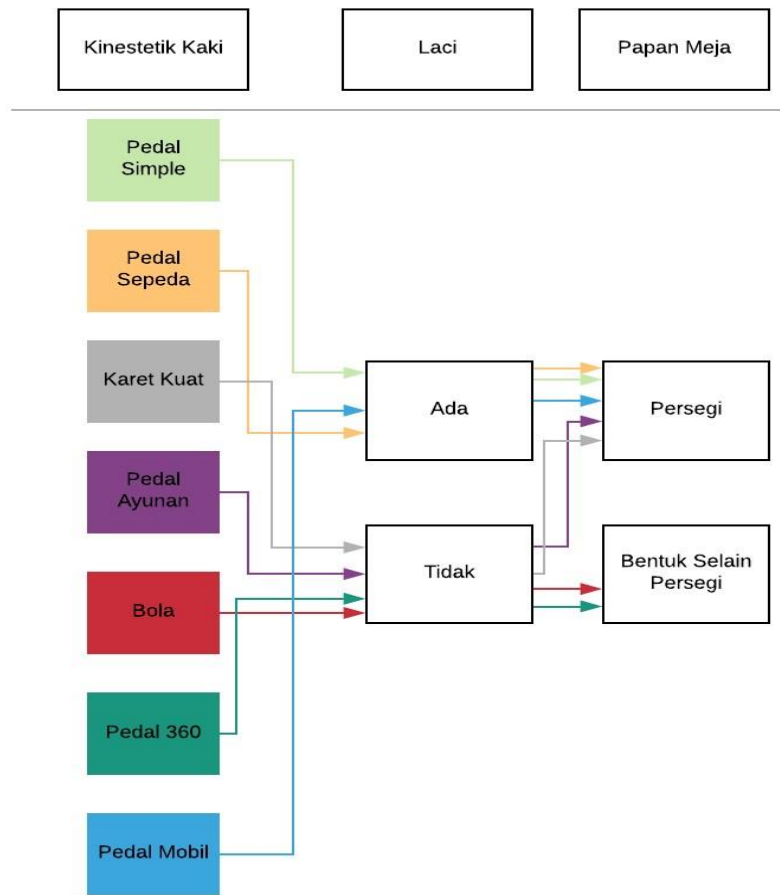 Kinestetik Kaki
Laci
Papan Meja
Pedal
Simple
Pedal
Sepeda
Karet Kuat
Ada
Persegi
Pedal
Ayunan
Tidak
Bentuk Selain
Persegi
Bola
Pedal 360
Pedal Mobil